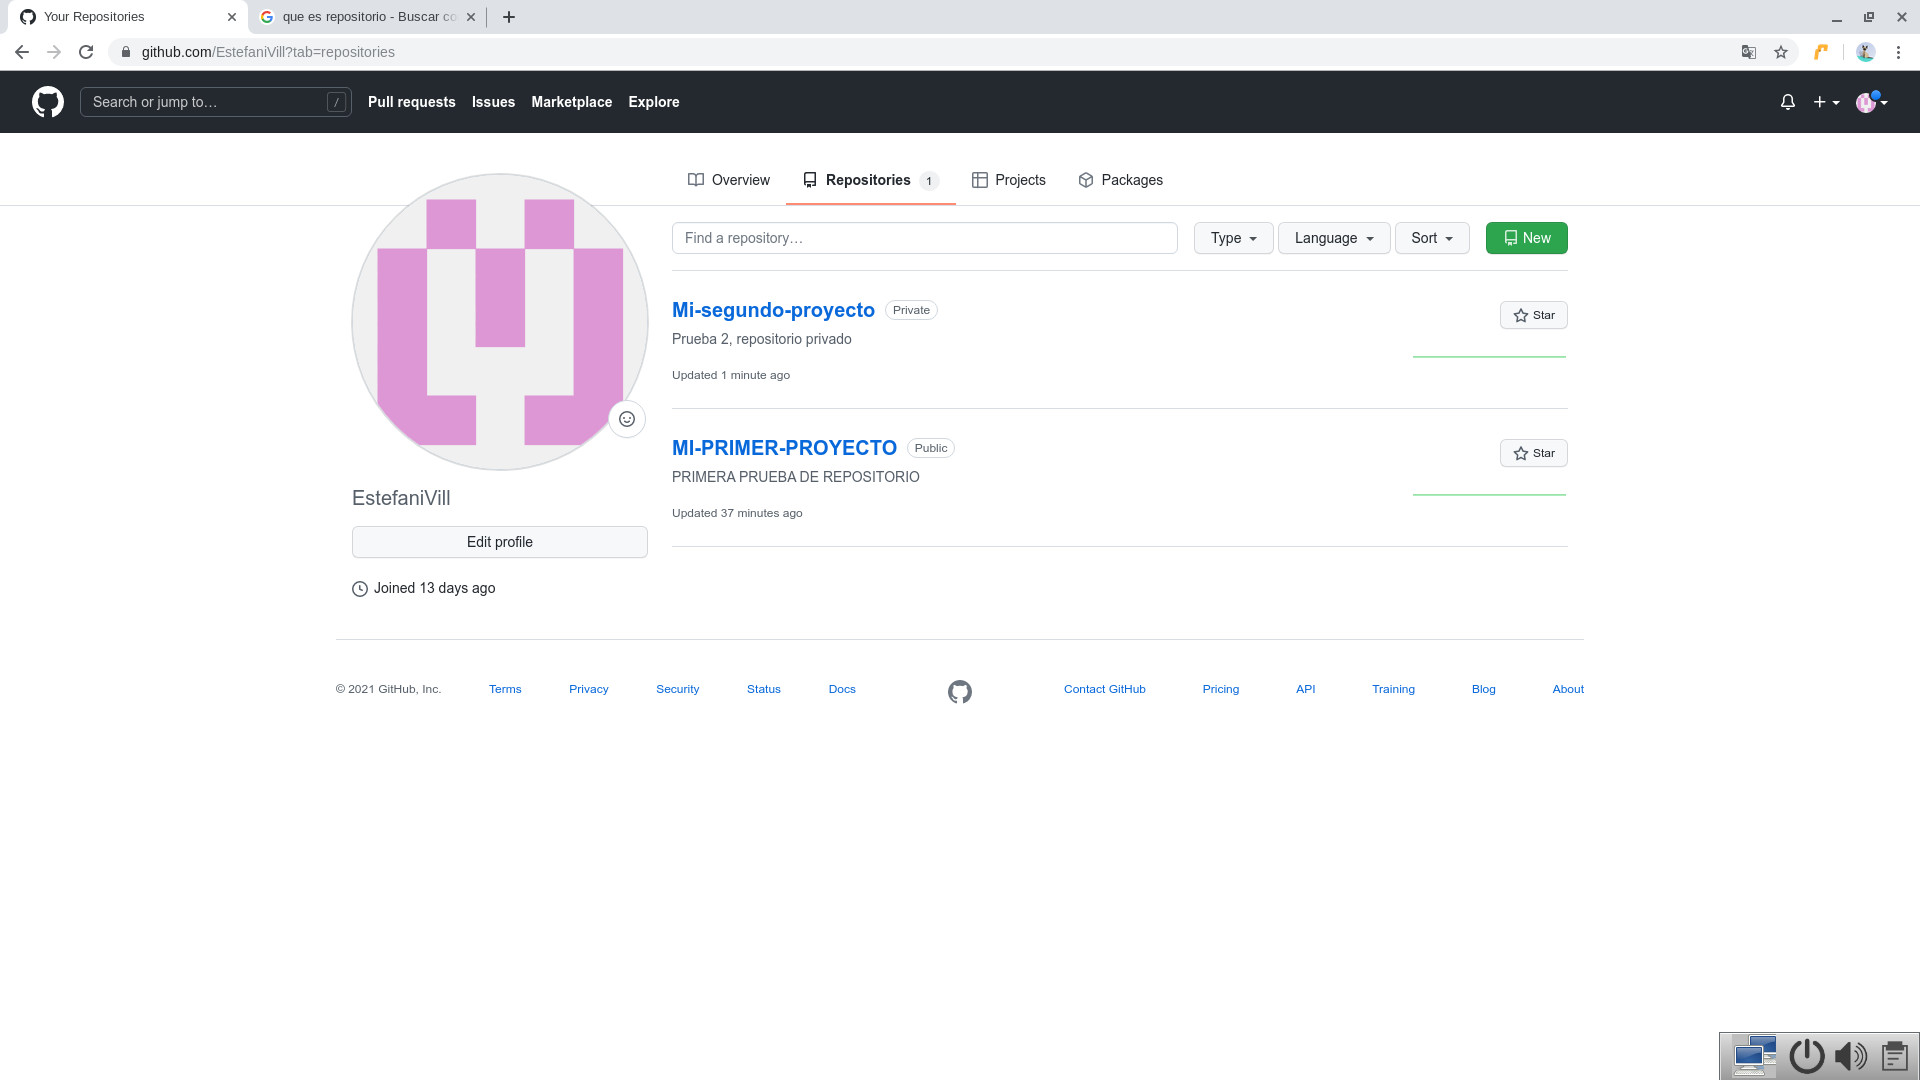 Your Repositories
que es repositorio - Buscar co
github.com/EstefaniVill?tab=repositories
Search or jump to…
/
Pull requests
Issues
Marketplace
Explore
Overview
Repositories 1
Projects
Packages
Find a repository…
Type
Language
Sort
New
Mi-segundo-proyecto Private
Star
Prueba 2, repositorio privado
Updated 1 minute ago
MI-PRIMER-PROYECTO Public
Star
PRIMERA PRUEBA DE REPOSITORIO
Updated 37 minutes ago
EstefaniVill
Edit profile
Joined 13 days ago
© 2021 GitHub, Inc.
Terms
Privacy
Security
Status
Docs
Contact GitHub
Pricing
API
Training
Blog
About